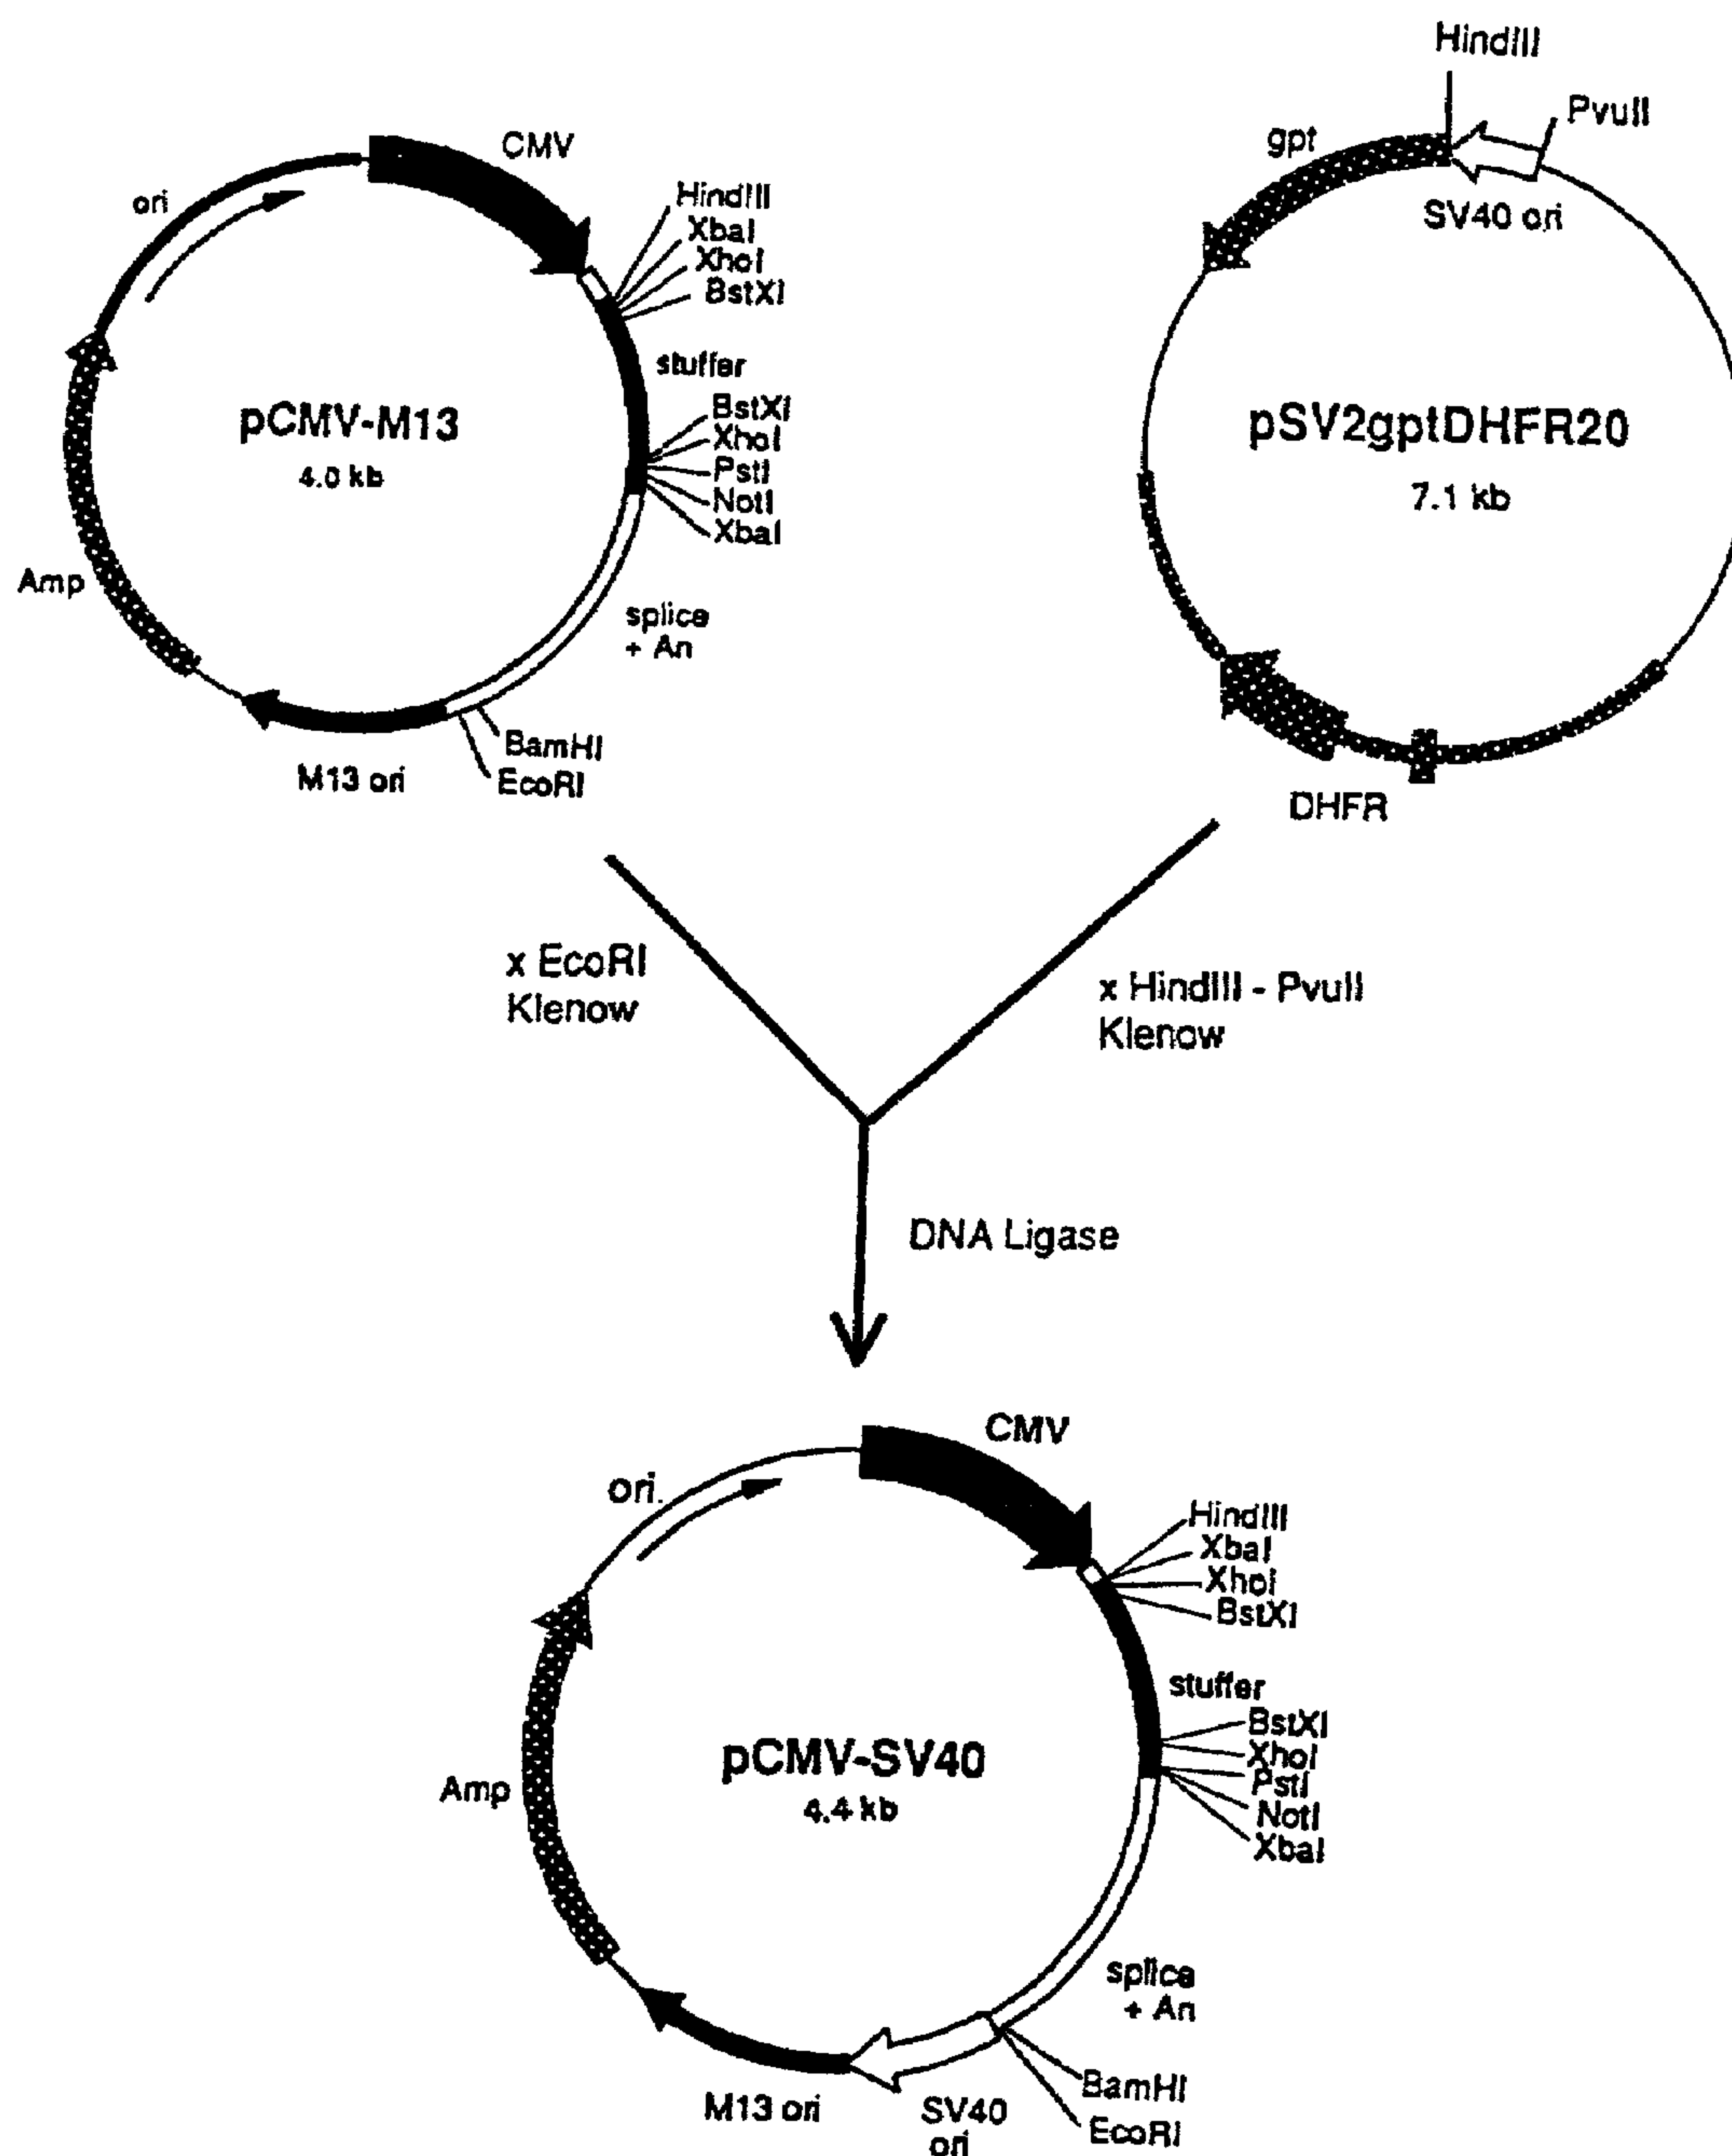 CMV
ori
HindIII
XbaI
XhoI
BstXI
stuffer
BstXI
XhoI
PstI
NotI
XbaI
pCMV-M13
4.0 kb
Amp
splice
+ An
BamHI
EcoRI
M13 ori
HindIII
PvuII
gpt
SV40 ori
pSV2gptDHFR20
7.1 kb
DHFR
x EcoRI
Klenow
x HindIII - PvuII
Klenow
DNA Ligase
CMV
ori.
HindIII
XbaI
XhoI
BstXI
stuffer
BstXI
XhoI
PstI
NotI
XbaI
pCMV-SV40
4.4 kb
Amp
splice
+ An
BamHI
EcoRI
M13 ori
SV40
ori